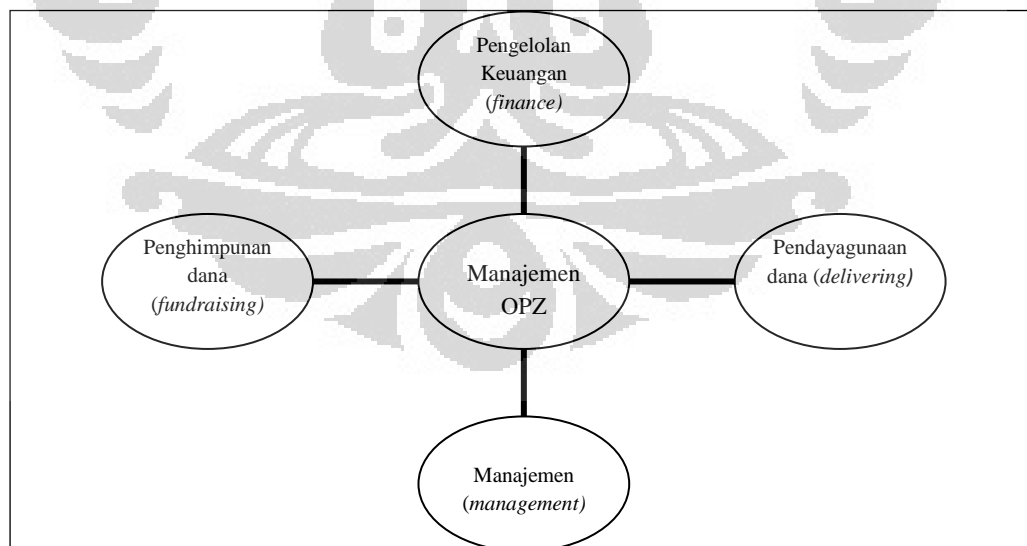 Pengelolan
Keuangan
(finance)
Penghimpunan
dana
(fundraising)
Manajemen
OPZ
Pendayagunaan
dana (delivering)
Manajemen
(management)